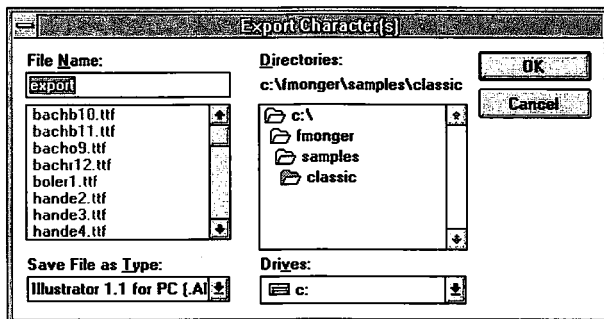 Export Character(s)
File Name:
export
bachb10.ttf
bachb11.ttf
bacho9.ttf
bachr12.ttf
boler1.ttf
hande2.ttf
hande3.ttf
hande4.ttf
Save File as Type:
Illustrator 1.1 for PC (.AI
Directories:
c:\fmonger\samples\classic
c:\
fmonger
samples
classic
Drives:
c:
OK
Cancel